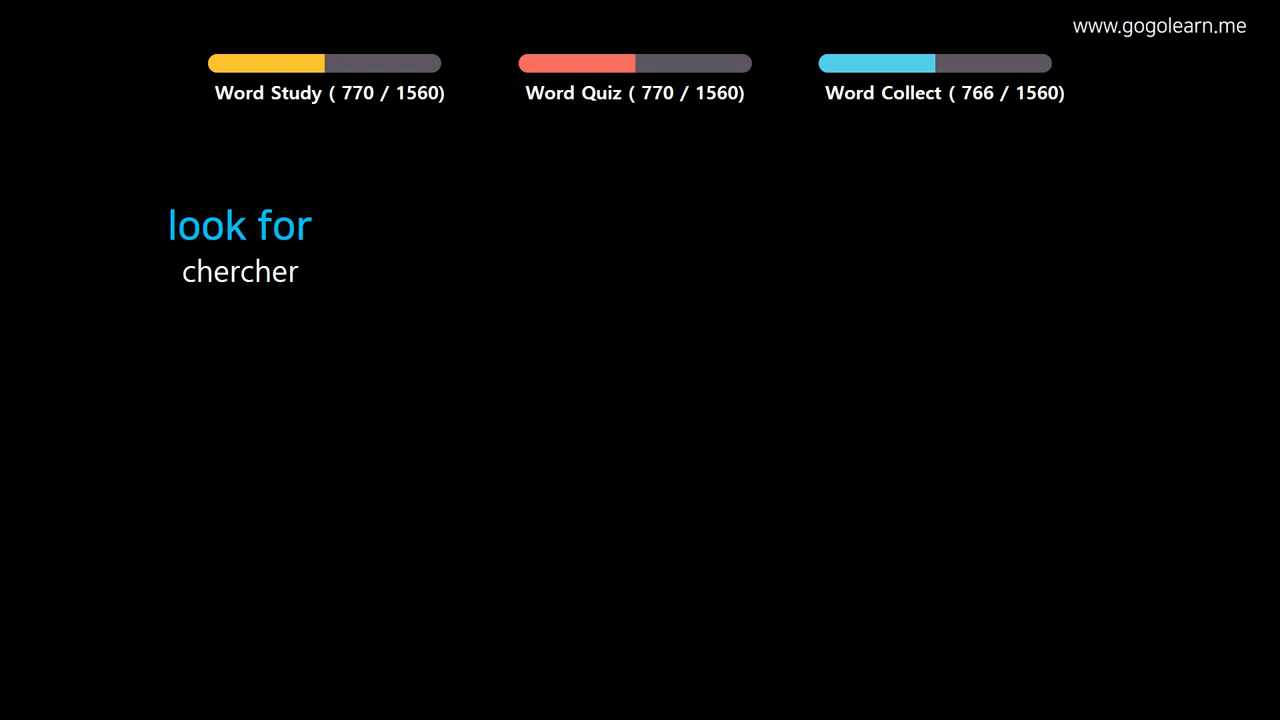 www.gogolearn.me
Word Study ( 770 / 1560)
Word Quiz ( 770 / 1560)
Word Collect ( 766 / 1560)
look for
chercher